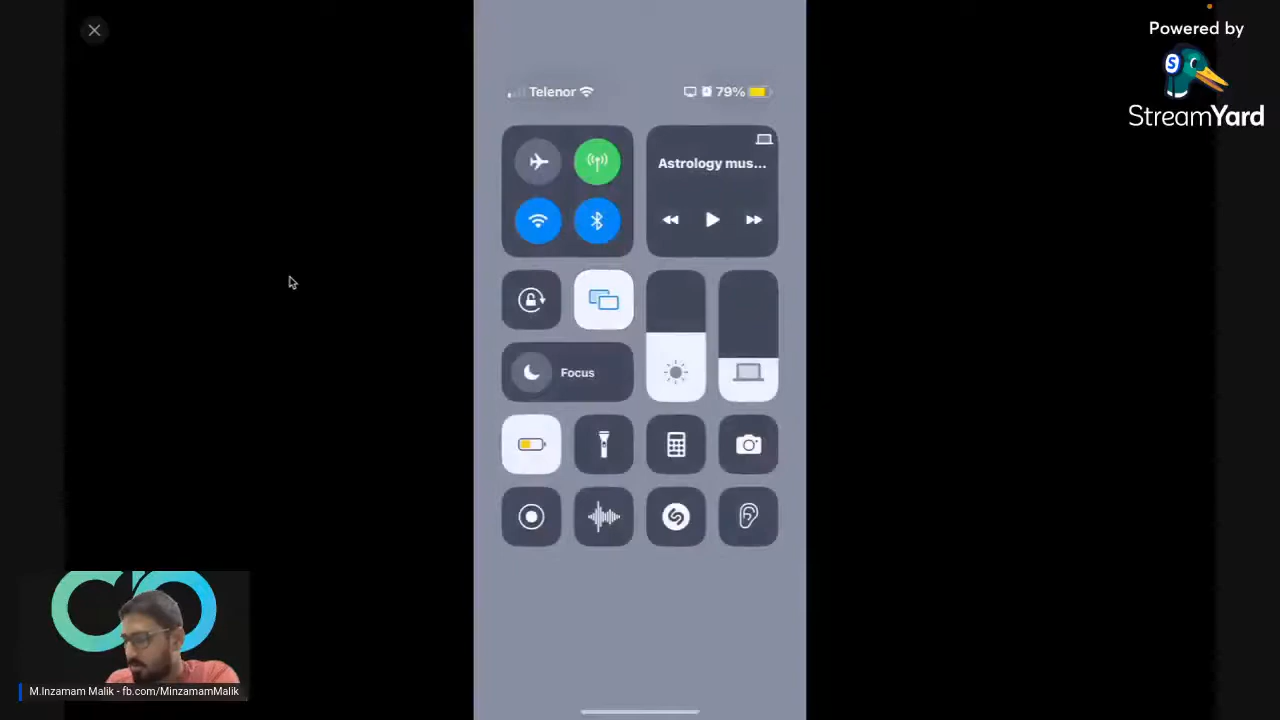 Powered by
StreamYard
Telenor
79%
Astrology mus...
Focus
M.Inzamam Malik - fb.com/MinzamamMalik